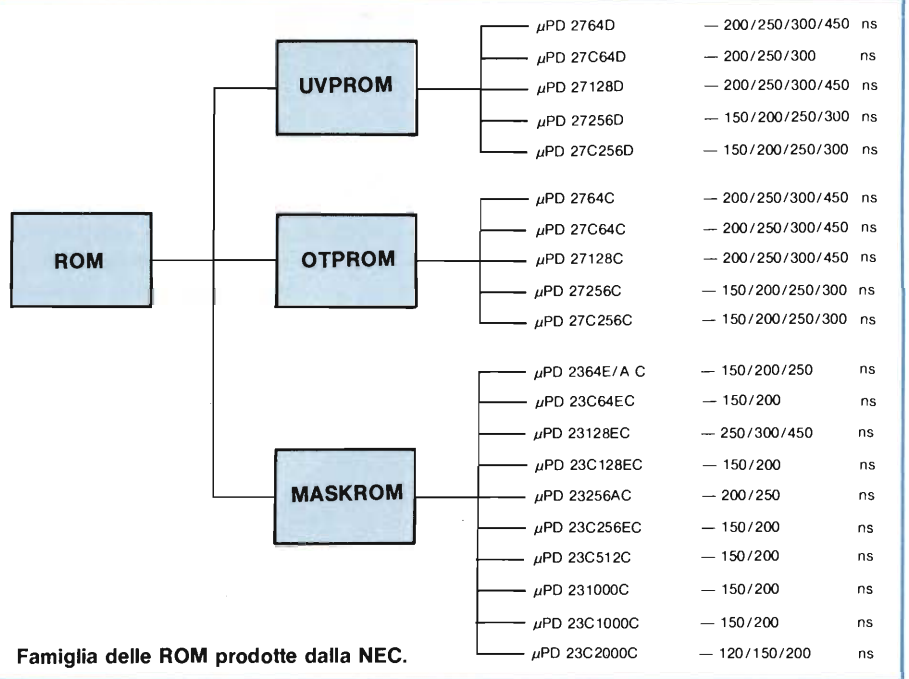 UVPROM
µPD 2764D — 200/250/300/450 ns
µPD 27C64D — 200/250/300 ns
µPD 27128D — 200/250/300/450 ns
µPD 27256D — 150/200/250/300 ns
µPD 27C256D — 150/200/250/300 ns
ROM
OTPROM
µPD 2764C — 200/250/300/450 ns
µPD 27C64C — 200/250/300/450 ns
µPD 27128C — 200/250/300/450 ns
µPD 27256C — 150/200/250/300 ns
µPD 27C256C — 150/200/250/300 ns
MASKROM
µPD 2364E/A C — 150/200/250 ns
µPD 23C64EC — 150/200 ns
µPD 23128EC — 250/300/450 ns
µPD 23C128EC — 150/200 ns
µPD 23256AC — 200/250 ns
µPD 23C256EC — 150/200 ns
µPD 23C512C — 150/200 ns
µPD 231000C — 150/200 ns
µPD 23C1000C — 150/200 ns
µPD 23C2000C — 120/150/200 ns
Famiglia delle ROM prodotte dalla NEC.